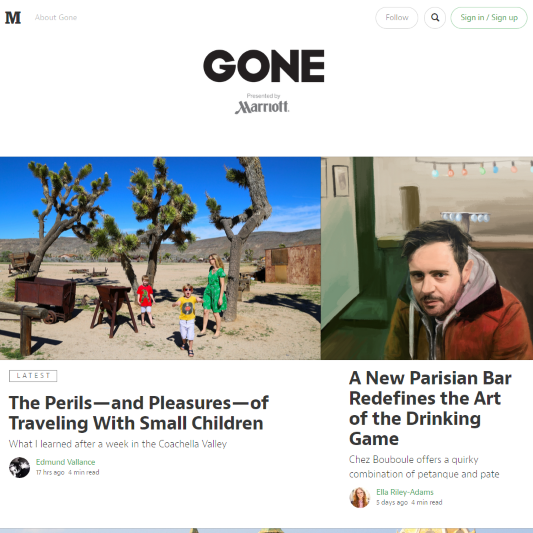 M
About Gone
Follow
Sign in / Sign up
GONE
Presented by
Marriott
LATEST
The Perils—and Pleasures—of
Traveling With Small Children
What I learned after a week in the Coachella Valley
Edmund Vallance
17 hrs ago · 4 min read
A New Parisian Bar
Redefines the Art
of the Drinking
Game
Chez Bouboule offers a quirky
combination of petanque and pate
Ella Riley-Adams
3 days ago · 4 min read